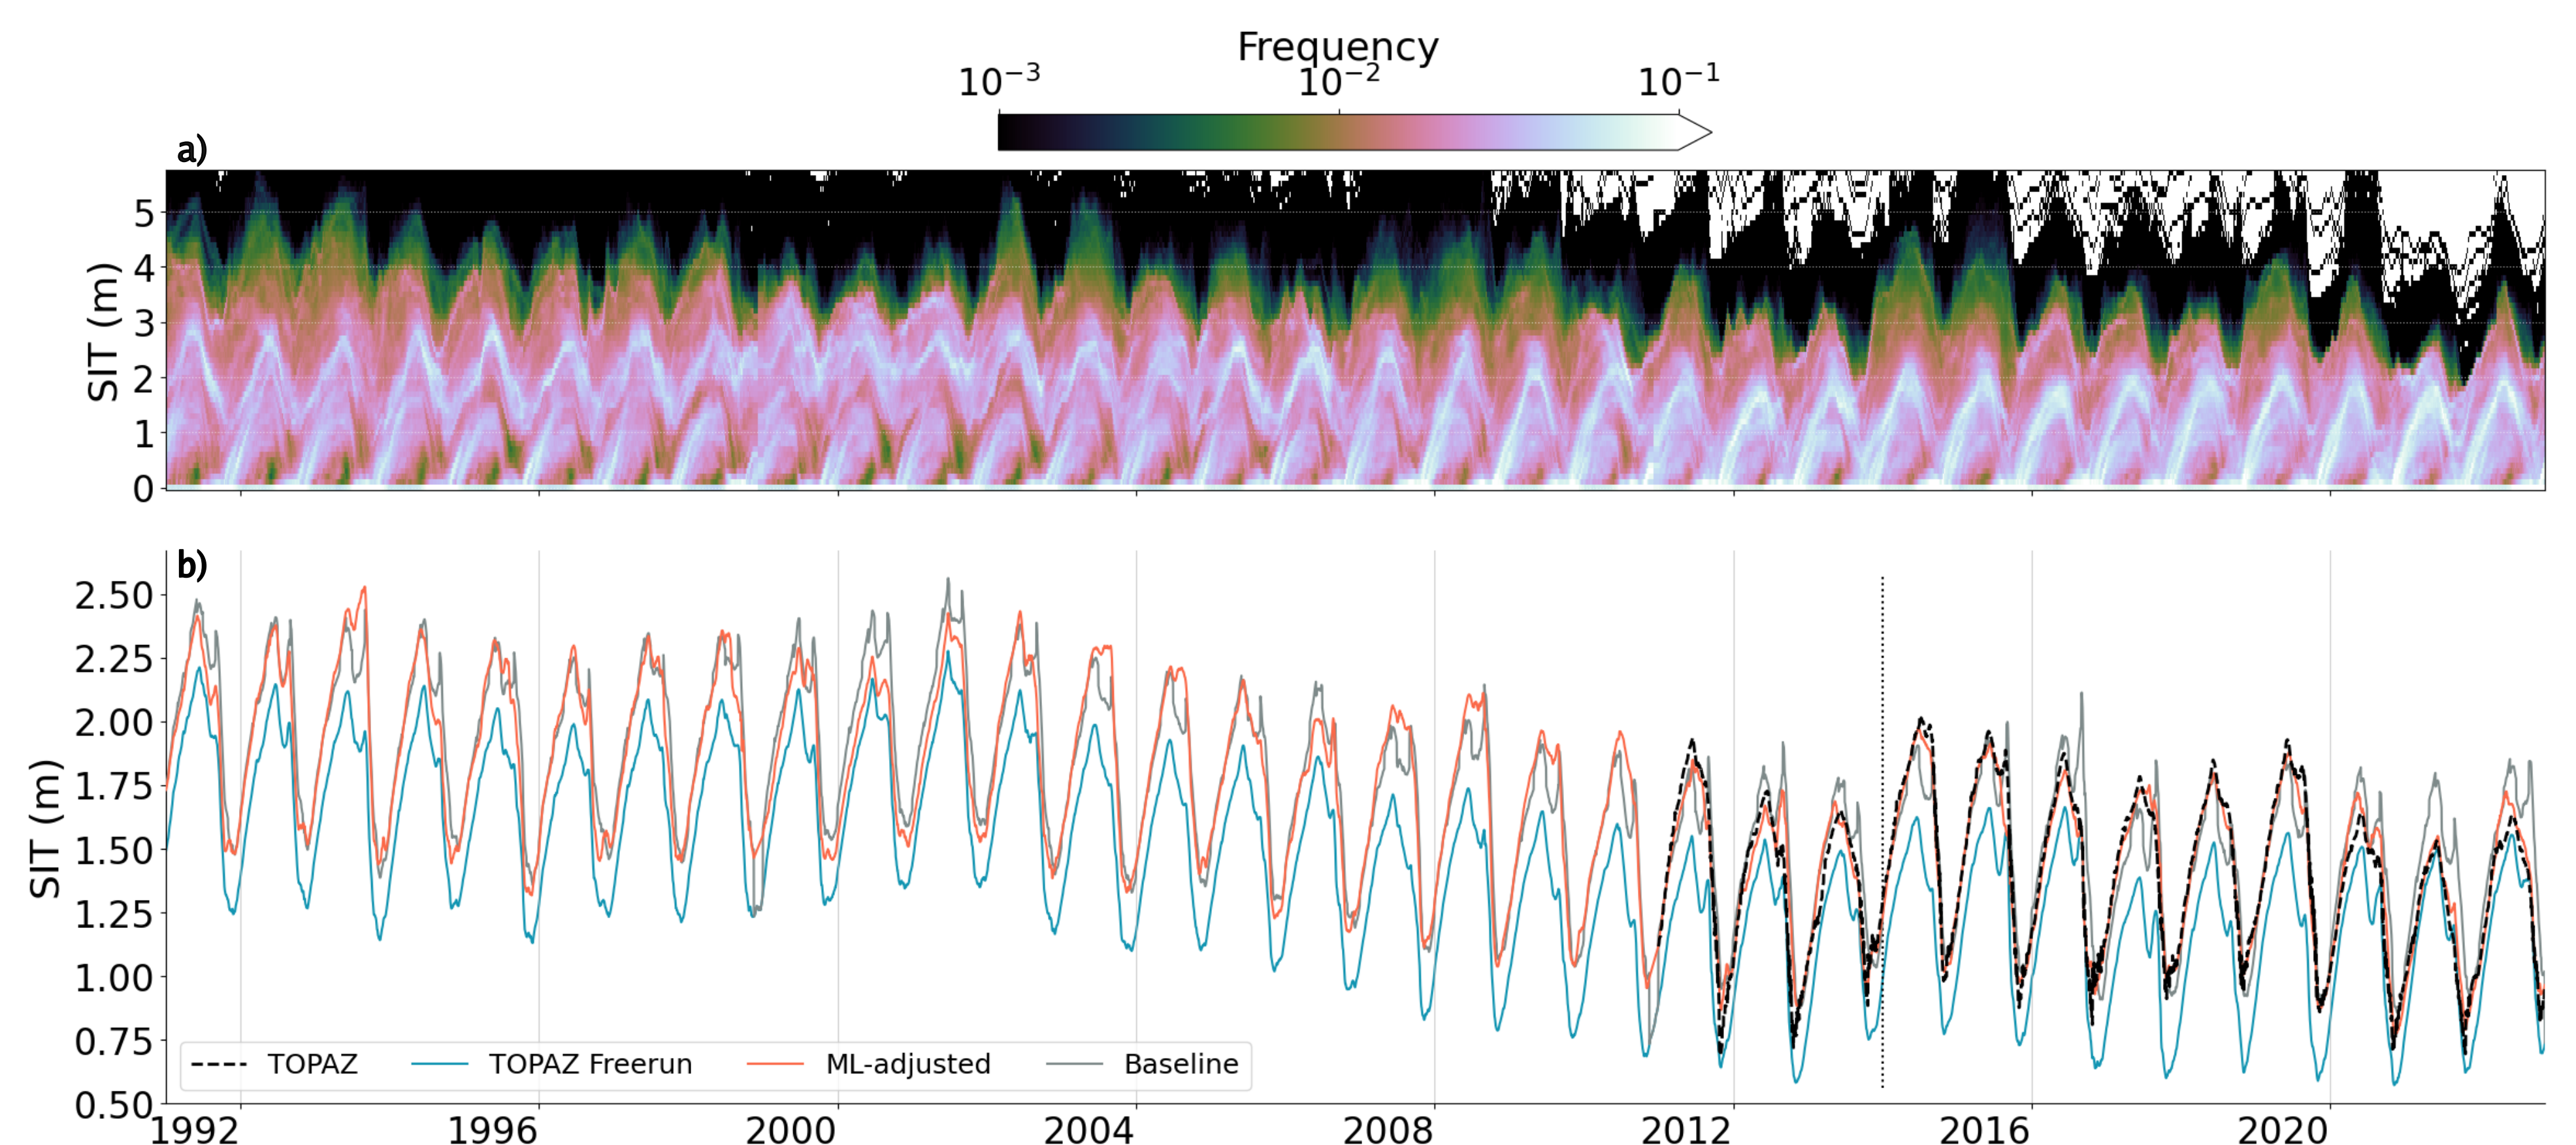 Frequency
10⁻³ 10⁻² 10⁻¹
a)
SIT (m)
5
4
3
2
1
0
b)
SIT (m)
2.50
2.25
2.00
1.75
1.50
1.25
1.00
0.75
0.50
TOPAZ TOPAZ Freerun ML-adjusted Baseline
1992 1996 2000 2004 2008 2012 2016 2020